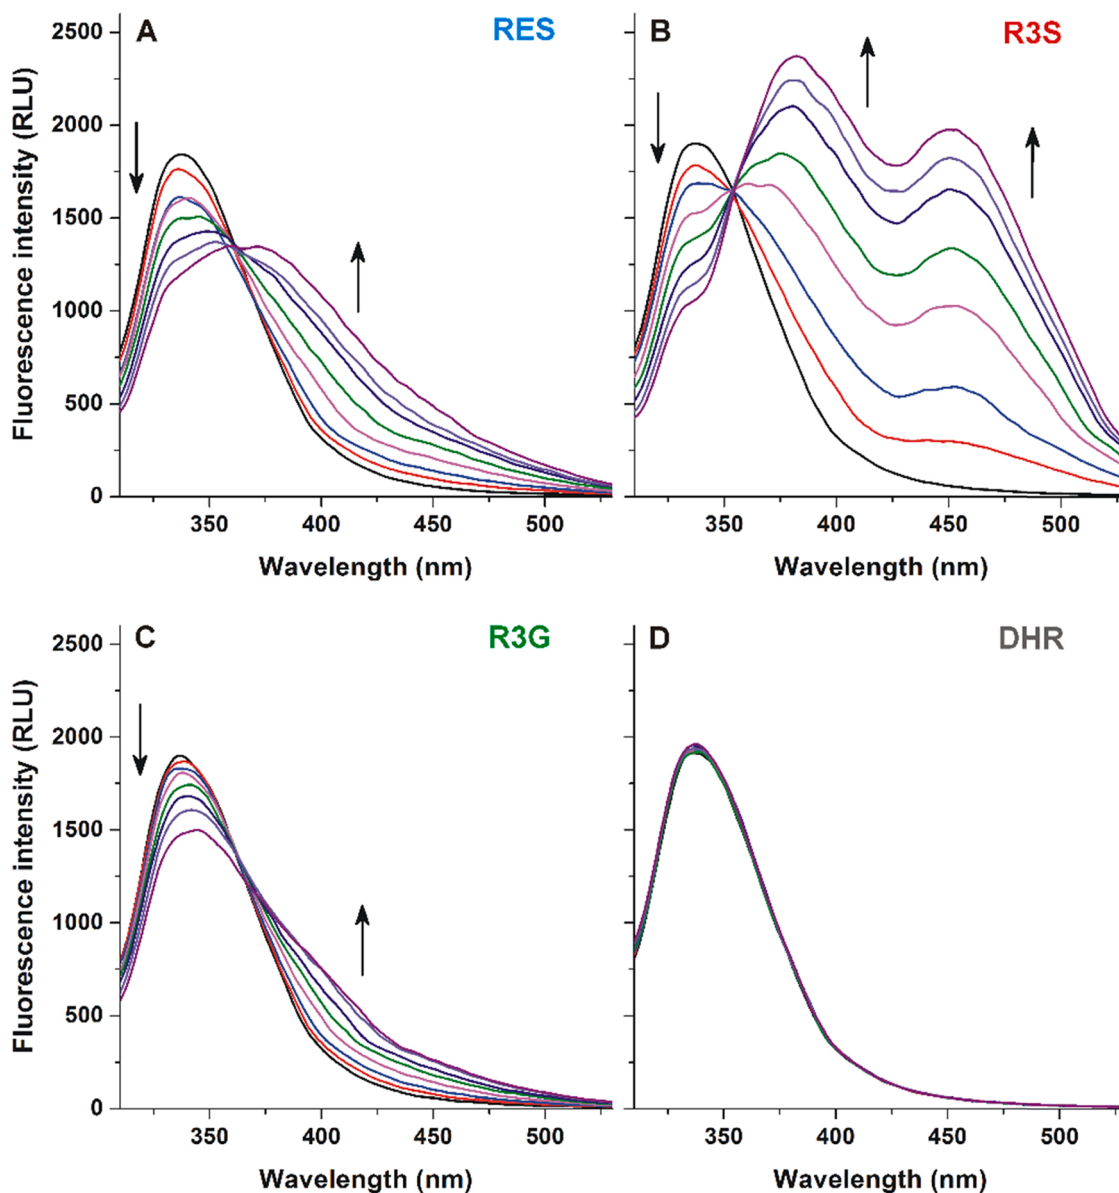 A RES
B R3S
Fluorescence intensity (RLU)
2500
2000
1500
1000
500
0
350 400 450 500
350 400 450 500
Wavelength (nm)
Wavelength (nm)
C R3G
D DHR
Fluorescence intensity (RLU)
2500
2000
1500
1000
500
0
350 400 450 500
350 400 450 500
Wavelength (nm)
Wavelength (nm)